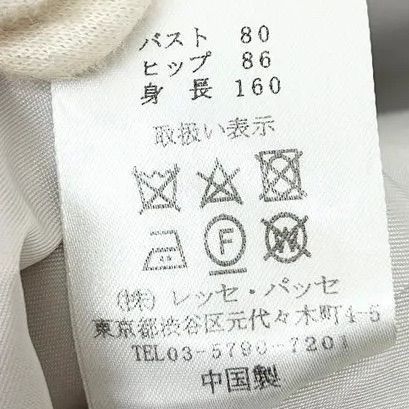 バスト 80
ヒップ 86
身長 160
取扱い表示
F W
(株) レッセ・パッセ
東京都渋谷区元代々木町4-5
TEL03-5790-7201
中国製